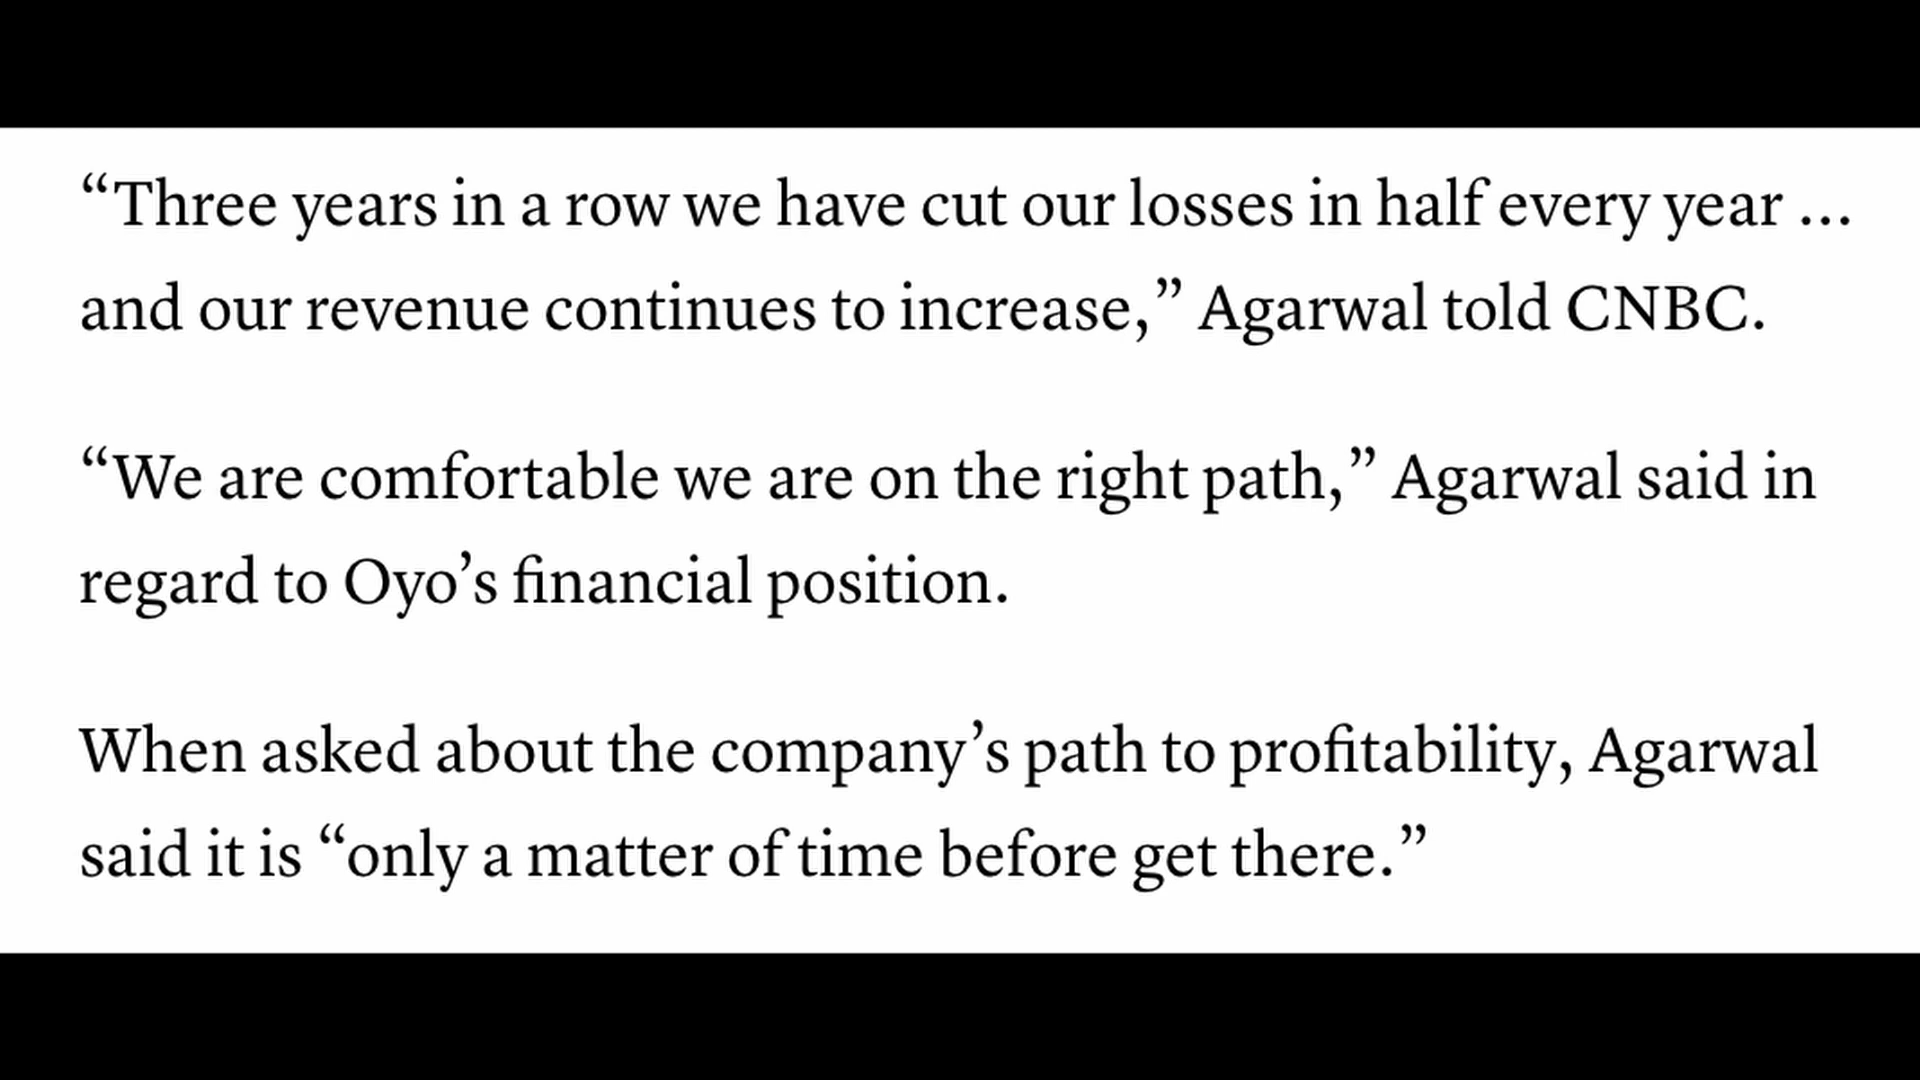 “Three years in a row we have cut our losses in half every year …
and our revenue continues to increase,” Agarwal told CNBC.
“We are comfortable we are on the right path,” Agarwal said in
regard to Oyo’s financial position.
When asked about the company’s path to profitability, Agarwal
said it is “only a matter of time before get there.”